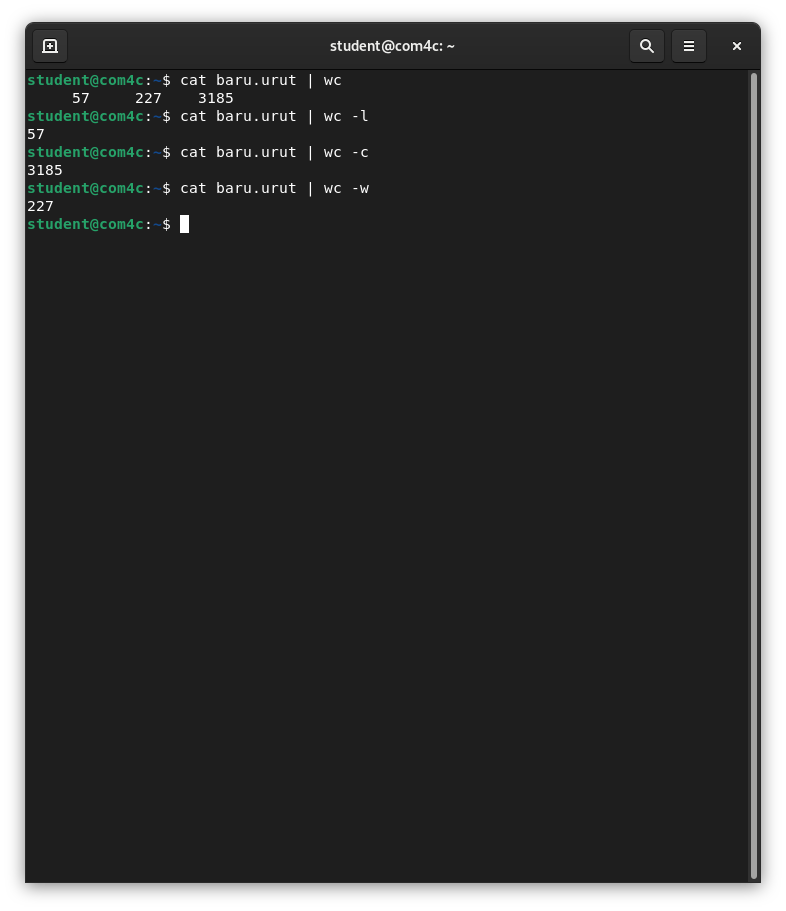 student@com4c: ~
student@com4c:~$ cat baru.urut | wc
     57     227    3185
student@com4c:~$ cat baru.urut | wc -l
57
student@com4c:~$ cat baru.urut | wc -c
3185
student@com4c:~$ cat baru.urut | wc -w
227
student@com4c:~$